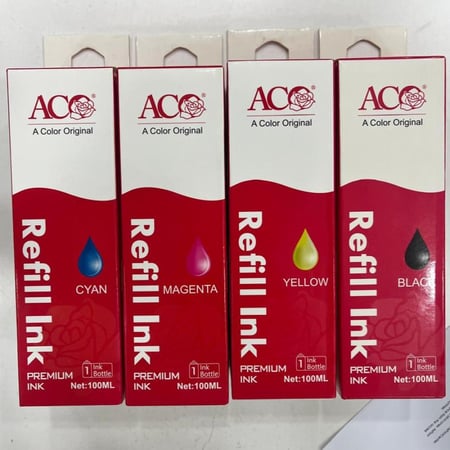 ACO®
A Color Original
Refill Ink
CYAN
PREMIUM
INK
1 Ink
Bottle
Net:100ML
ACO®
A Color Original
Refill Ink
MAGENTA
PREMIUM
INK
1 Ink
Bottle
Net:100ML
ACO®
A Color Original
Refill Ink
YELLOW
PREMIUM
INK
1 Ink
Bottle
Net:100ML
ACO®
A Color Original
Refill Ink
BLACK
PREMIUM
INK
1 Ink
Bottle
Net:100ML